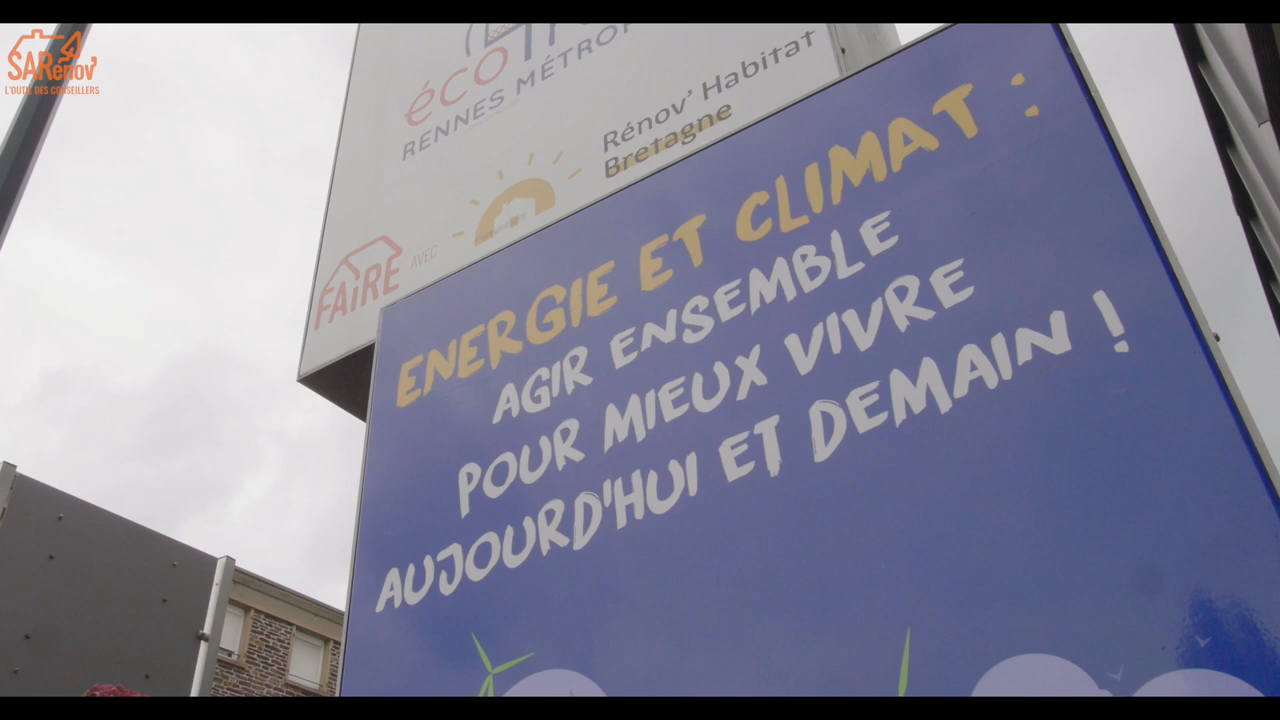 SARénov'
L'OUTIL DES CONSEILLERS
éco
RENNES MÉTROP
Rénov' Habitat
Bretagne
FAIRE AVEC
ENERGIE ET CLIMAT :
AGIR ENSEMBLE
POUR MIEUX VIVRE
AUJOURD'HUI ET DEMAIN !